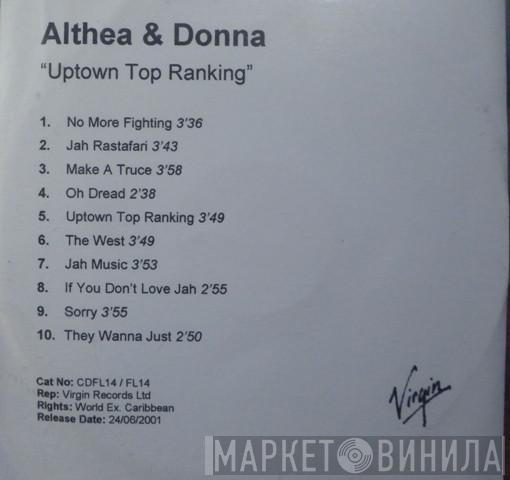 Althea & Donna
“Uptown Top Ranking”
1. No More Fighting 3’36
2. Jah Rastafari 3’43
3. Make A Truce 3’58
4. Oh Dread 2’38
5. Uptown Top Ranking 3’49
6. The West 3’49
7. Jah Music 3’53
8. If You Don’t Love Jah 2’55
9. Sorry 3’55
10. They Wanna Just 2’50
Cat No: CDFL14 / FL14
Rep: Virgin Records Ltd
Rights: World Ex. Caribbean
Release Date: 24/06/2001
Virgin
МАРКЕТ ВИНИЛА